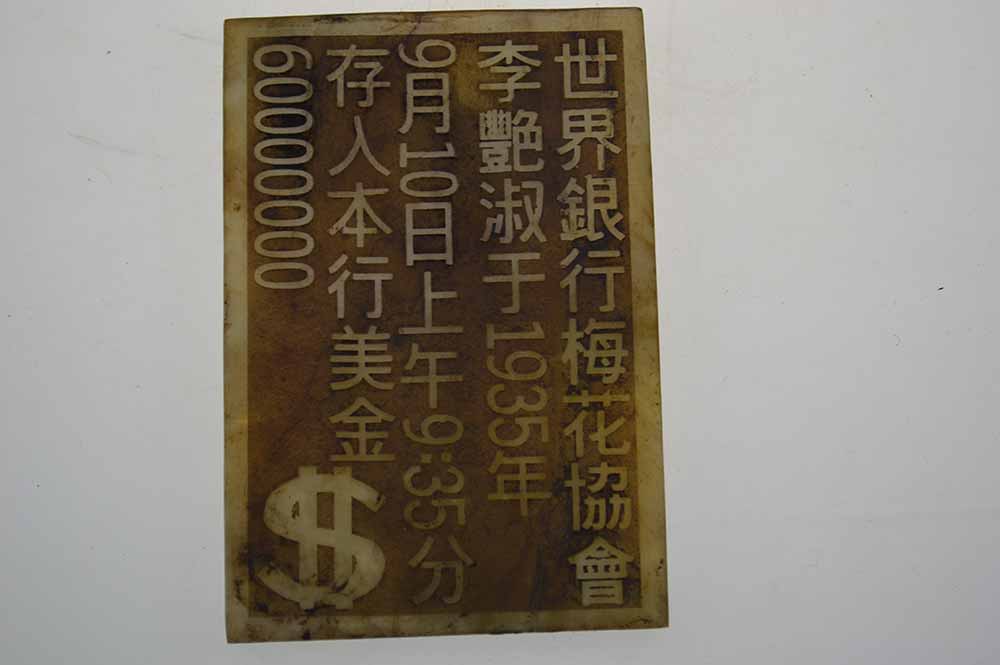 世界銀行梅花協會
李艷淑于1935年
9月10日上午9:35分
存入本行美金$
60000000